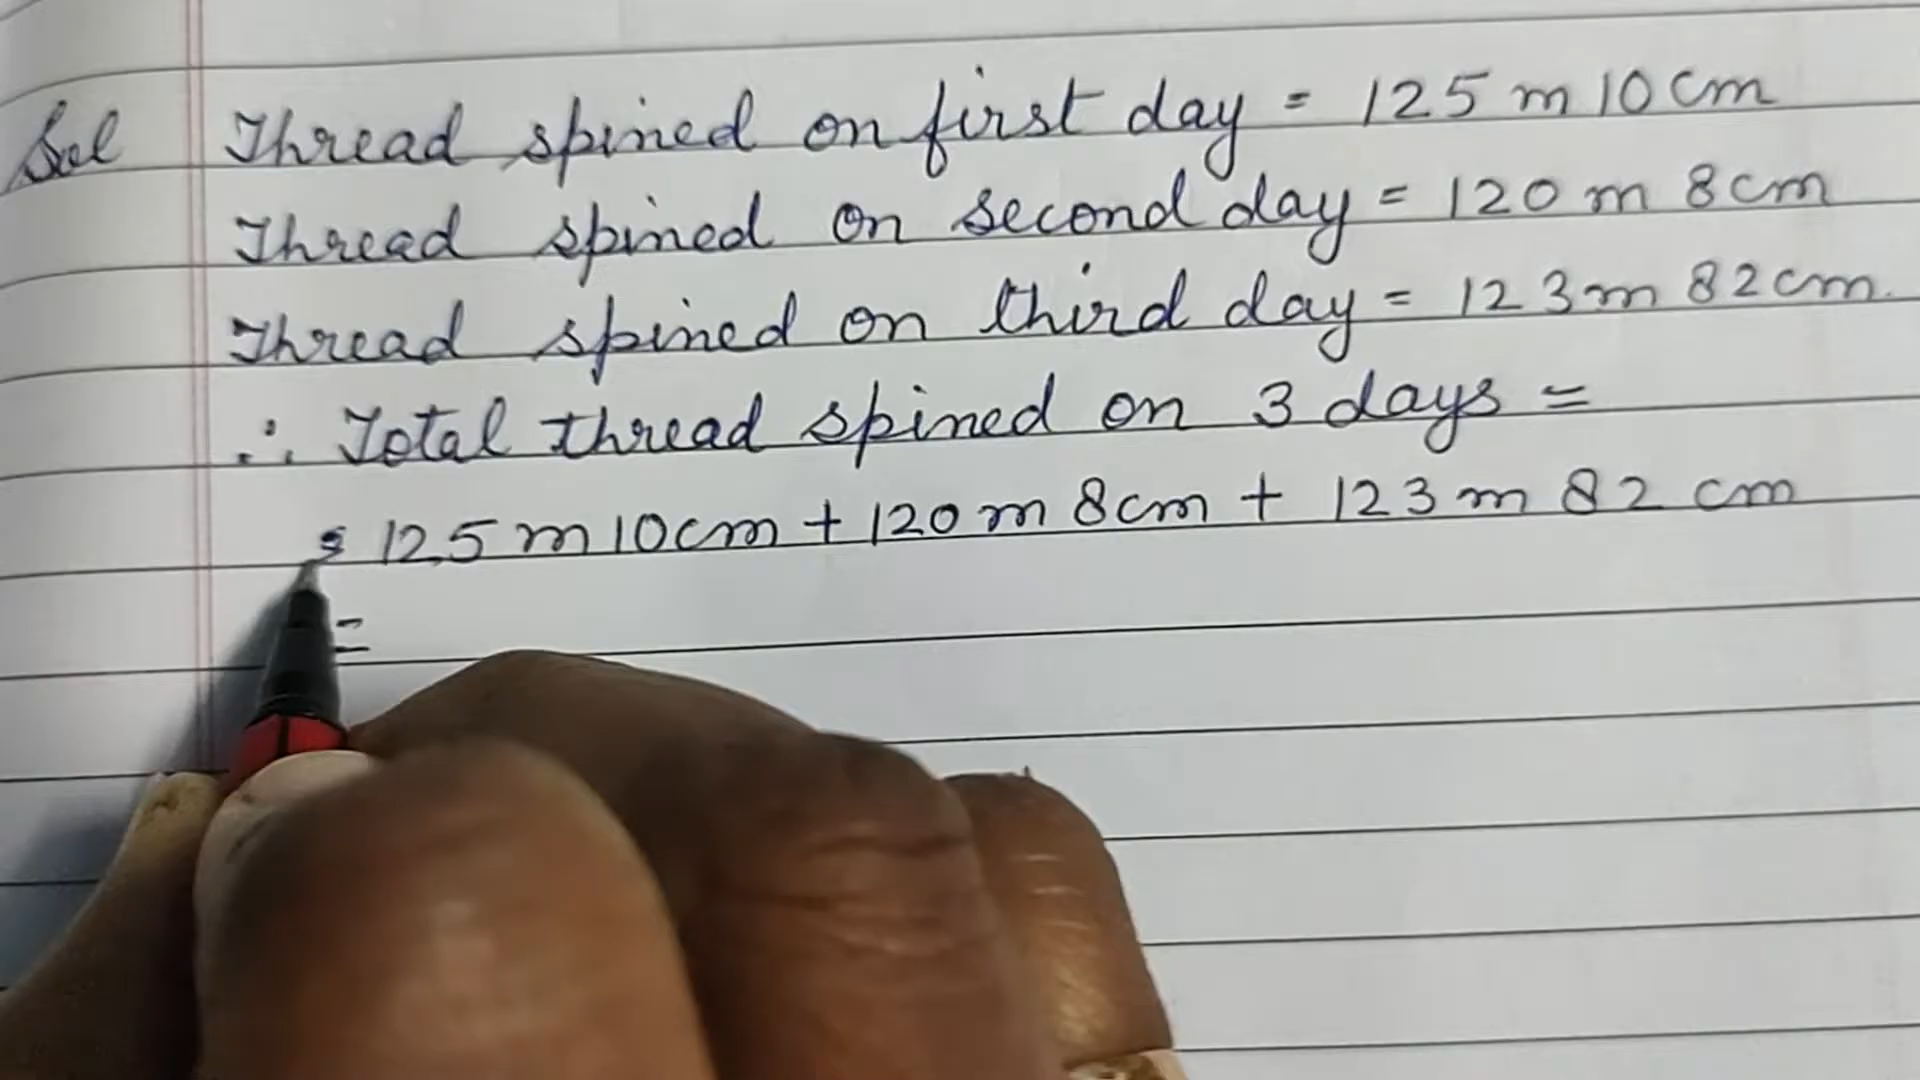 Sol Thread spined on first day = 125 m 10 cm
Thread spined on second day = 120 m 8 cm
Thread spined on third day = 123 m 82 cm.
∴ Total thread spined on 3 days =
= 125 m 10 cm + 120 m 8 cm + 123 m 82 cm
=